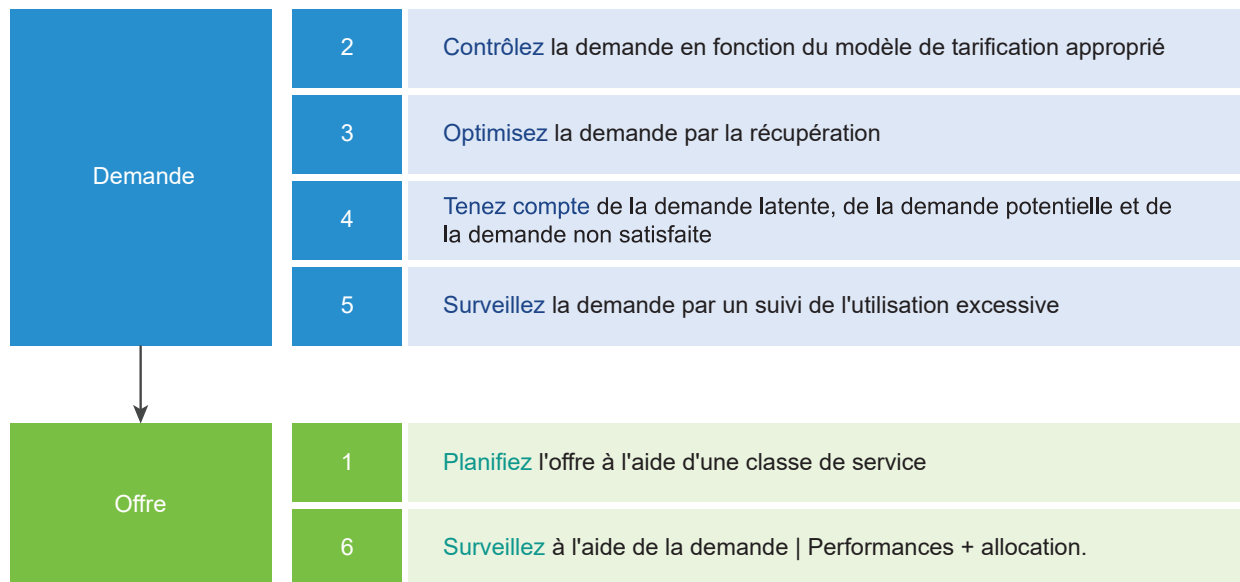 Demande
2
Contrôlez la demande en fonction du modèle de tarification approprié
3
Optimisez la demande par la récupération
4
Tenez compte de la demande latente, de la demande potentielle et de
la demande non satisfaite
5
Surveillez la demande par un suivi de l'utilisation excessive
Offre
1
Planifiez l'offre à l'aide d'une classe de service
6
Surveillez à l'aide de la demande | Performances + allocation.